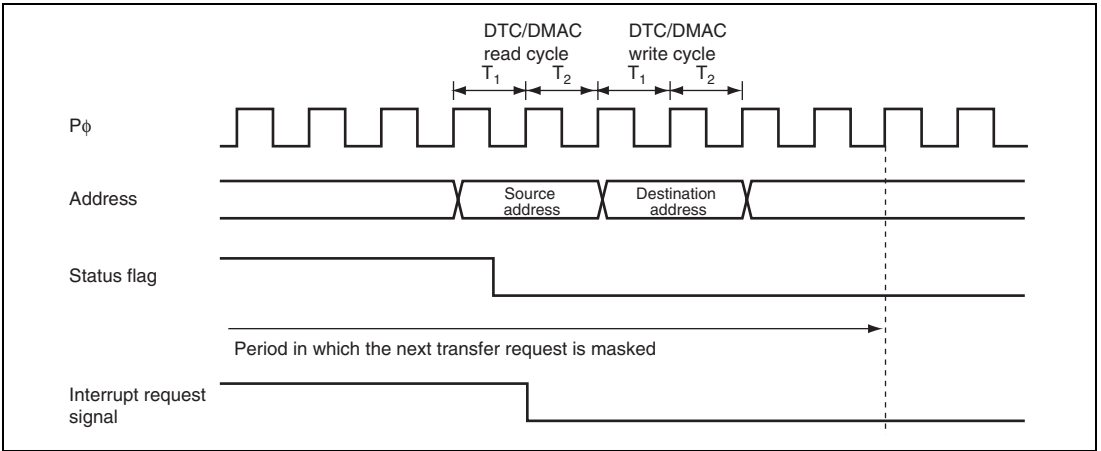 DTC/DMAC DTC/DMAC
read cycle write cycle
T1 T2 T1 T2
Pϕ
Address
Source
address
Destination
address
Status flag
Period in which the next transfer request is masked
Interrupt request
signal